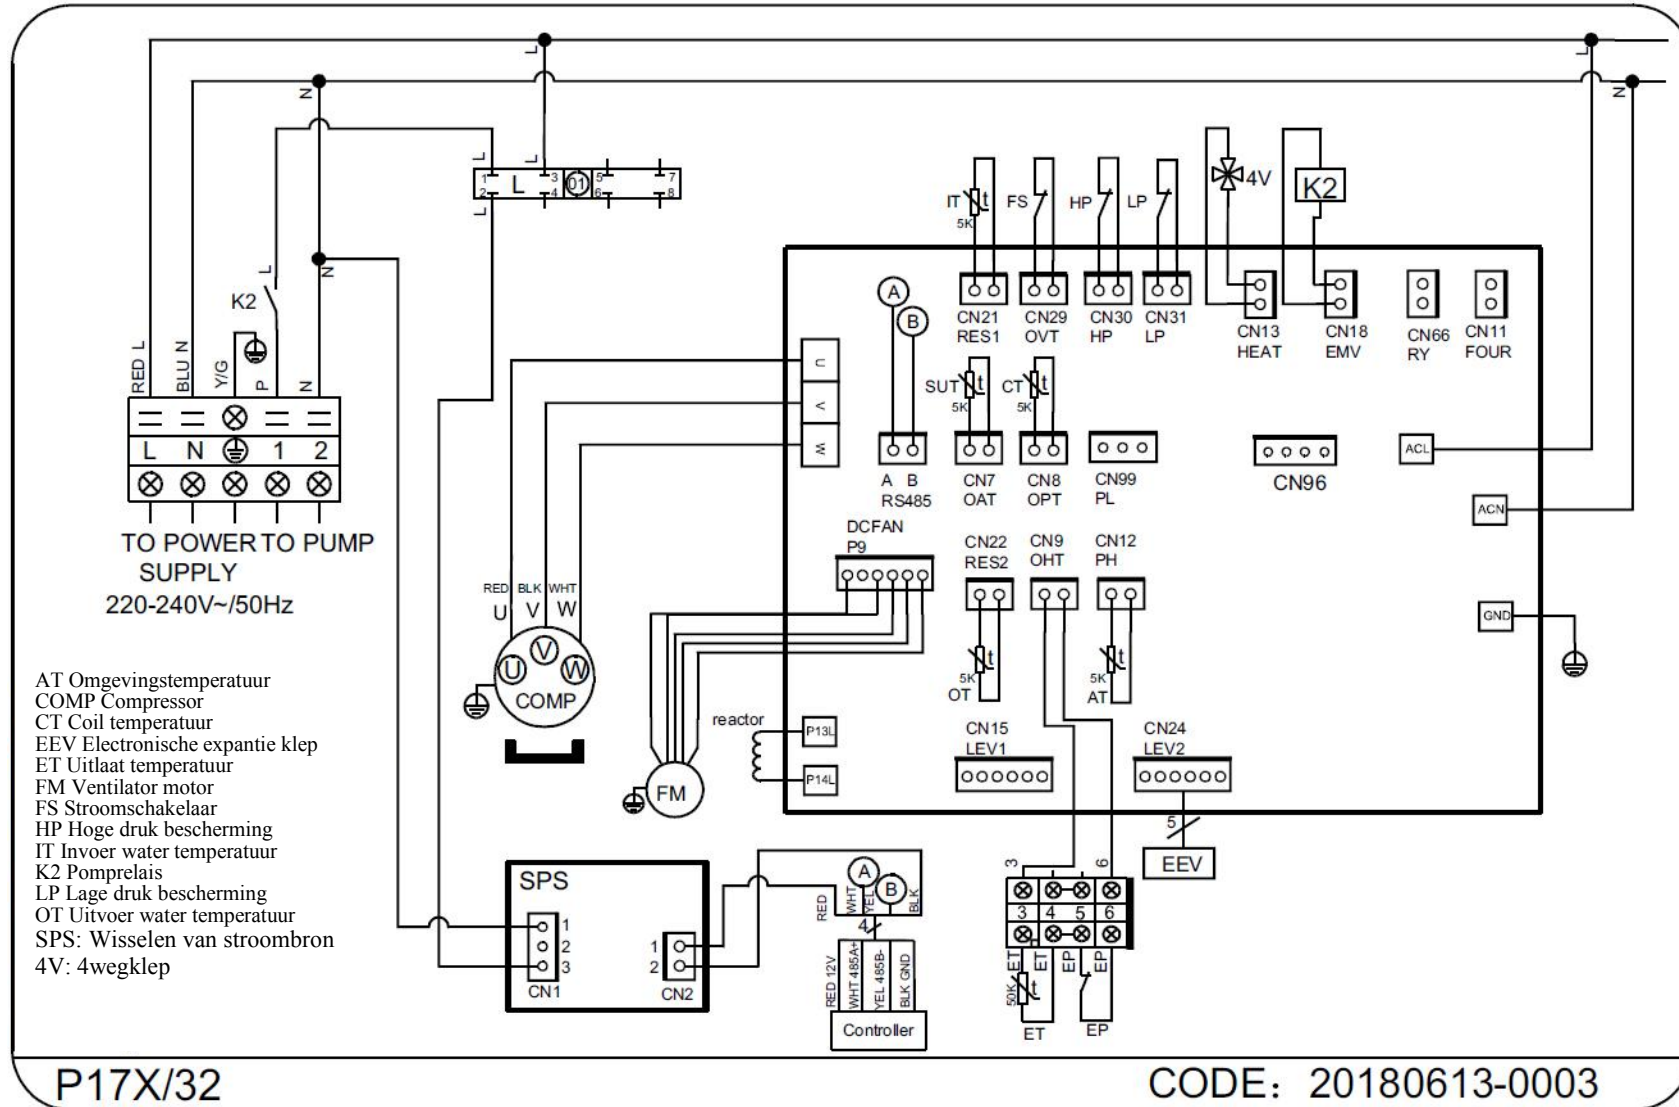 L
L
N
N
L
L
1 L 3 01 5 7
2 4 6 8
L
L
N
K2
RED L
BLU N
Y/G
P
N
L N 1 2
TO POWER TO PUMP
SUPPLY
220-240V~/50Hz
IT t
5K
FS
HP
LP
4V
K2
A
B
CN21
RES1
CN29
OVT
CN30
HP
CN31
LP
CN13
HEAT
CN18
EMV
CN66
RY
CN11
FOUR
U
V
W
SUT t
5K
CT t
5K
A B
RS485
CN7
OAT
CN8
OPT
CN99
PL
CN96
ACL
ACN
GND
DCFAN
P9
CN22
RES2
CN9
OHT
CN12
PH
RED BLK WHT
U V W
U V W
COMP
t
5K
OT
t
5K
AT
reactor
P13L
P14L
FM
CN15
LEV1
CN24
LEV2
5
EEV
AT Omgevingstemperatuur
COMP Compressor
CT Coil temperatuur
EEV Electronische expantie klep
ET Uitlaat temperatuur
FM Ventilator motor
FS Stroomschakelaar
HP Hoge druk bescherming
IT Invoer water temperatuur
K2 Pomprelais
LP Lage druk bescherming
OT Uitvoer water temperatuur
SPS: Wisselen van stroombron
4V: 4wegklep
SPS
1
2
3
CN1
1
2
CN2
RED
WHT
YEL
BLK
A
B
4
RED 12V
WHT 485A+
YEL 485B-
BLK GND
Controller
3 6
3 4 5 6
ET ET EP EP
50K t
ET
EP
P17X/32
CODE: 20180613-0003